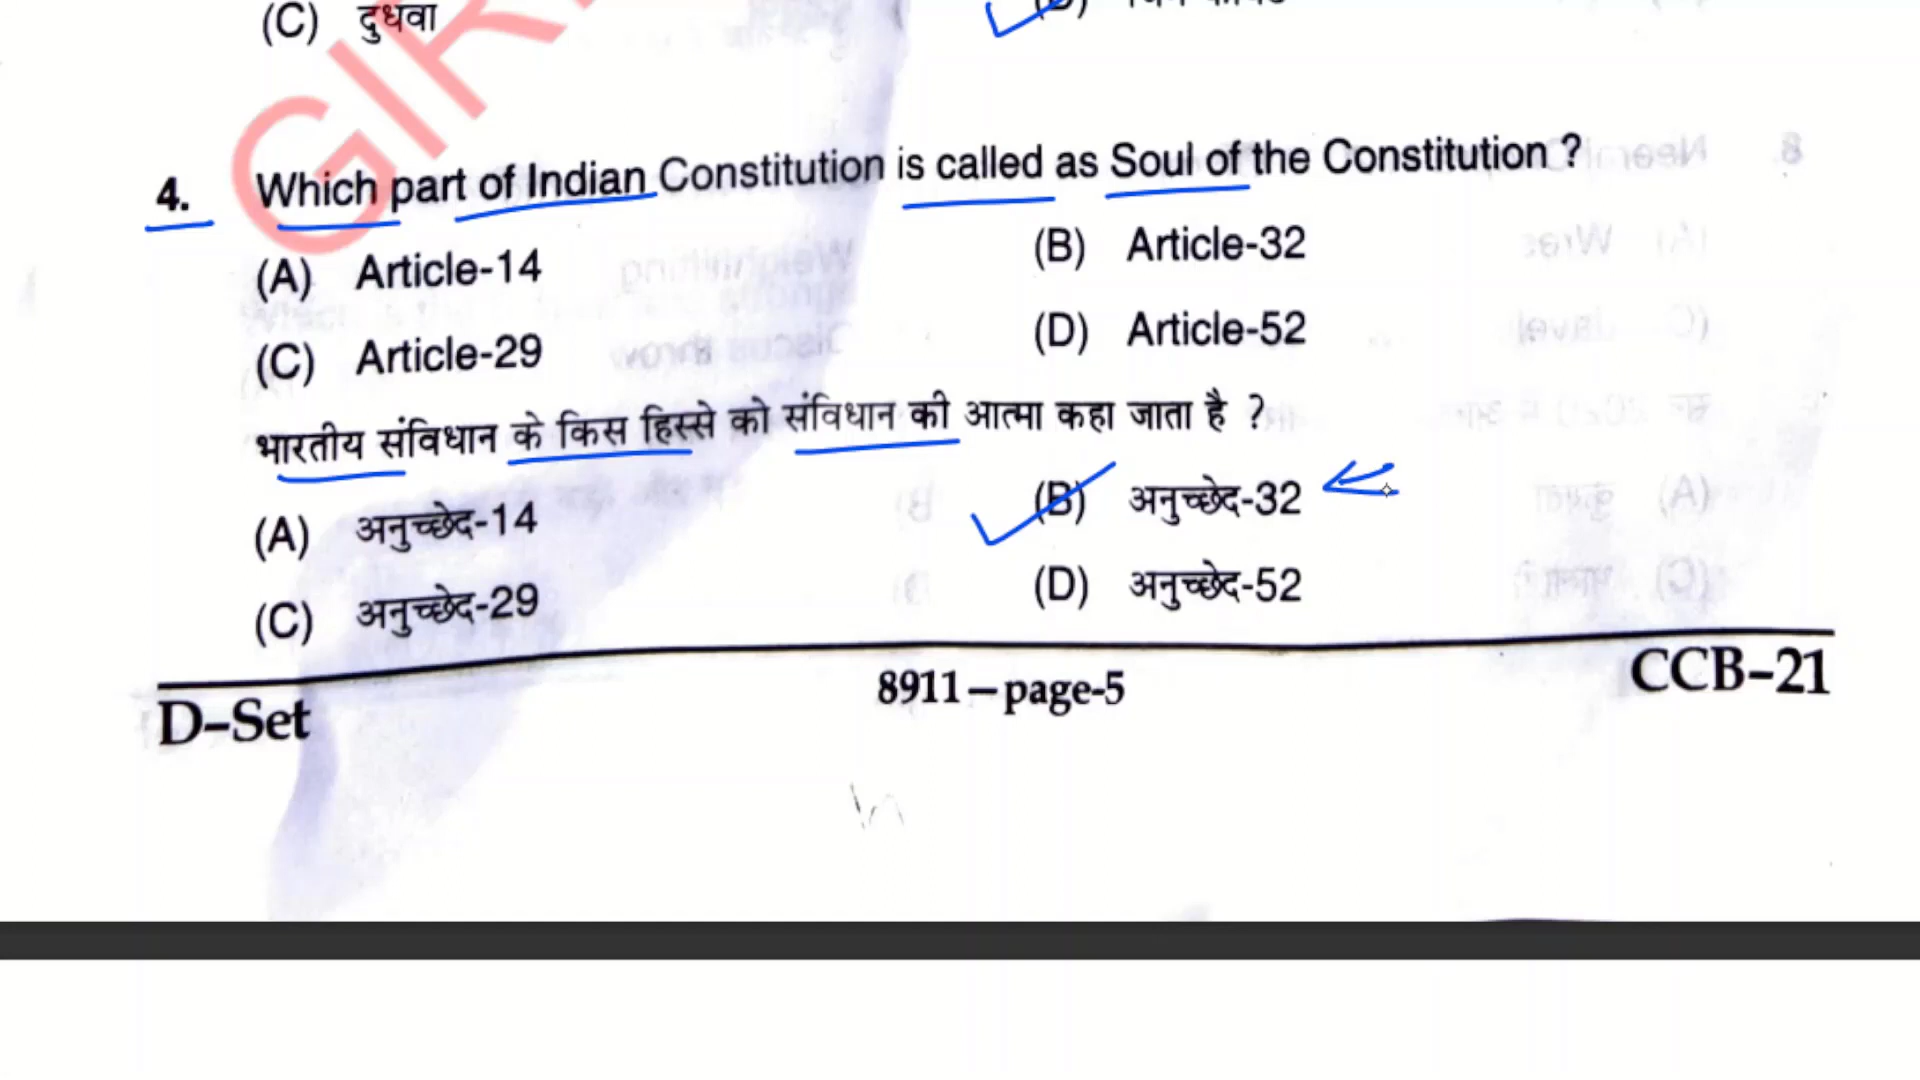 (C) दुधवा
4. Which part of Indian Constitution is called as Soul of the Constitution ?
(A) Article-14 (B) Article-32
(C) Article-29 (D) Article-52
भारतीय संविधान के किस हिस्से को संविधान की आत्मा कहा जाता है ?
(A) अनुच्छेद-14 (B) अनुच्छेद-32
(C) अनुच्छेद-29 (D) अनुच्छेद-52
D-Set 8911-page-5 CCB-21